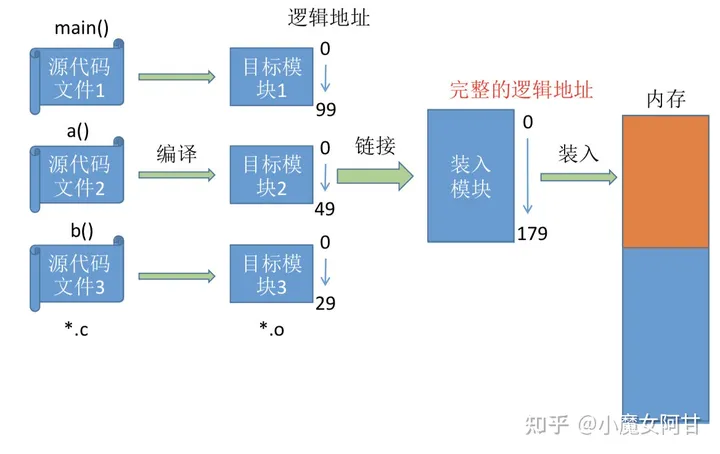 main()
逻辑地址
源代码
文件1
目标模
块1
0
99
完整的逻辑地址
内存
a()
源代码
文件2
编译
目标模
块2
0
49
链接
装入
模块
0
179
装入
b()
源代码
文件3
目标模
块3
0
29
*.c
*.o
知乎 @小魔女阿甘